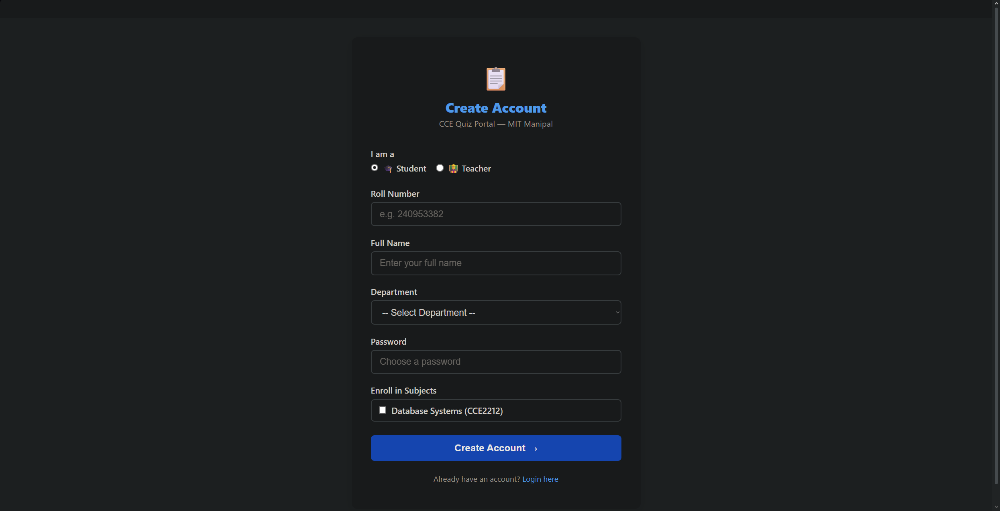 Create Account
CCE Quiz Portal — MIT Manipal
I am a
Student Teacher
Roll Number
e.g. 240953382
Full Name
Enter your full name
Department
-- Select Department --
Password
Choose a password
Enroll in Subjects
Database Systems (CCE2212)
Create Account →
Already have an account? Login here